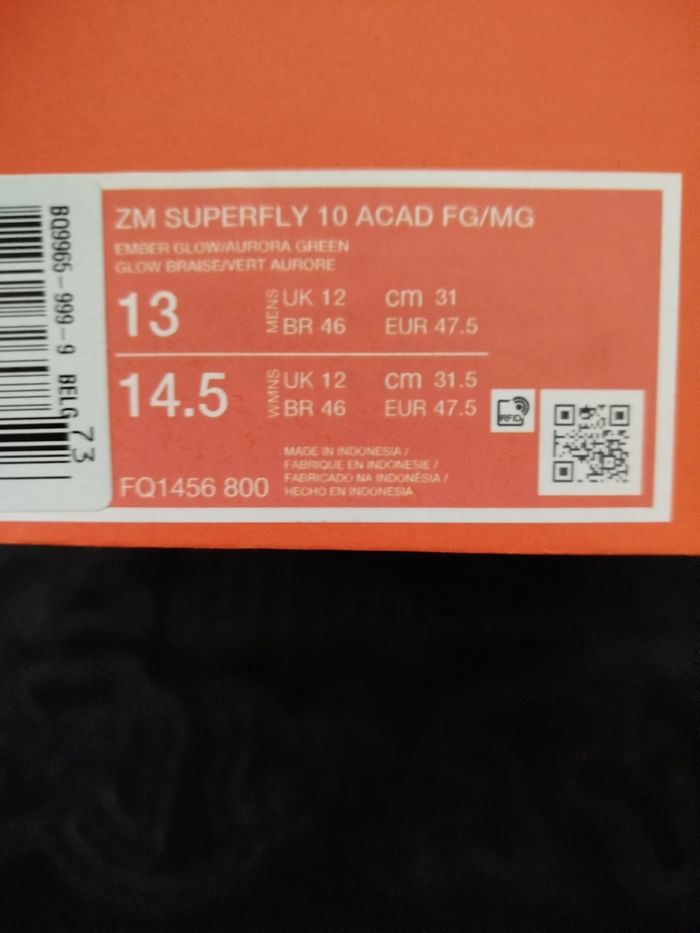 BQ9965-999-9 BELG 73
ZM SUPERFLY 10 ACAD FG/MG
EMBER GLOW/AURORA GREEN
GLOW BRAISE/VERT AURORE
13 MENS UK 12 cm 31
BR 46 EUR 47.5
14.5 WMNS UK 12 cm 31.5
BR 46 EUR 47.5
RFID
MADE IN INDONESIA /
FABRIQUE EN INDONESIE /
FABRICADO NA INDONÉSIA /
HECHO EN INDONESIA
FQ1456 800